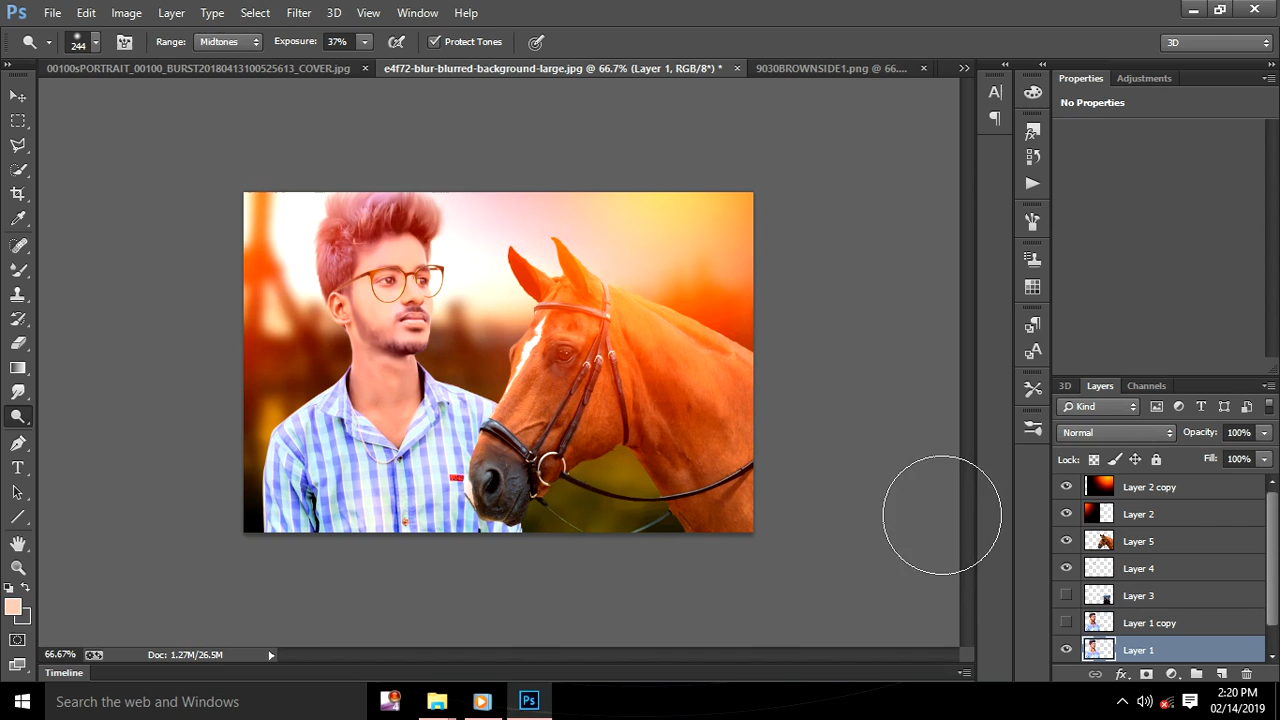 Ps File Edit Image Layer Type Select Filter 3D View Window Help
244 Range: Midtones Exposure: 37% Protect Tones 3D
00100sPORTRAIT_00100_BURST20180413100525613_COVER.jpg × e4f72-blur-blurred-background-large.jpg @ 66.7% (Layer 1, RGB/8*) * × 9030BROWNSIDE1.png @ 66.... ×
Properties Adjustments
No Properties
3D Layers Channels
Kind
Normal Opacity: 100%
Lock: Fill: 100%
Layer 2 copy
Layer 2
Layer 5
Layer 4
Layer 3
Layer 1 copy
Layer 1
66.67% Doc: 1.27M/26.5M
Timeline
Search the web and Windows
2:20 PM
02/14/2019